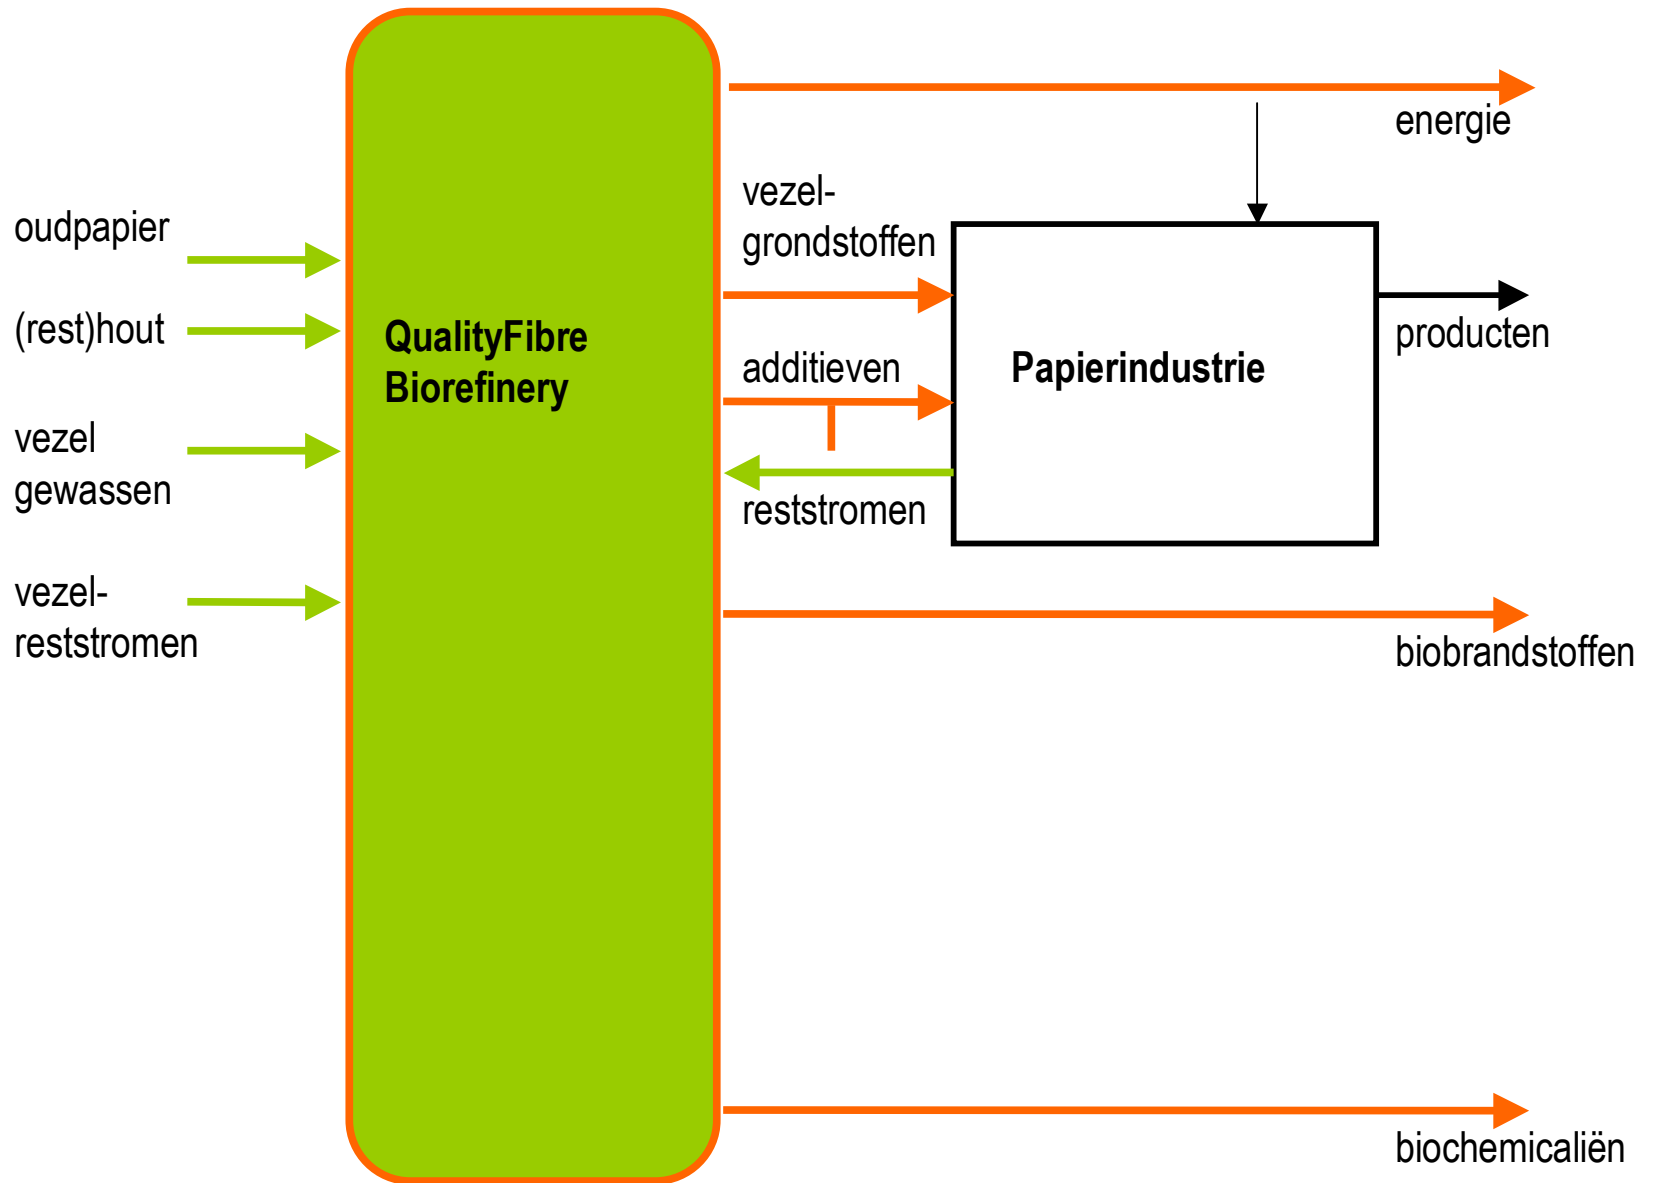 oudpapier
(rest)hout
vezel
gewassen
vezel-
reststromen
QualityFibre
Biorefinery
vezel-
grondstoffen
additieven
reststromen
Papierindustrie
energie
producten
biobrandstoffen
biochemicaliën